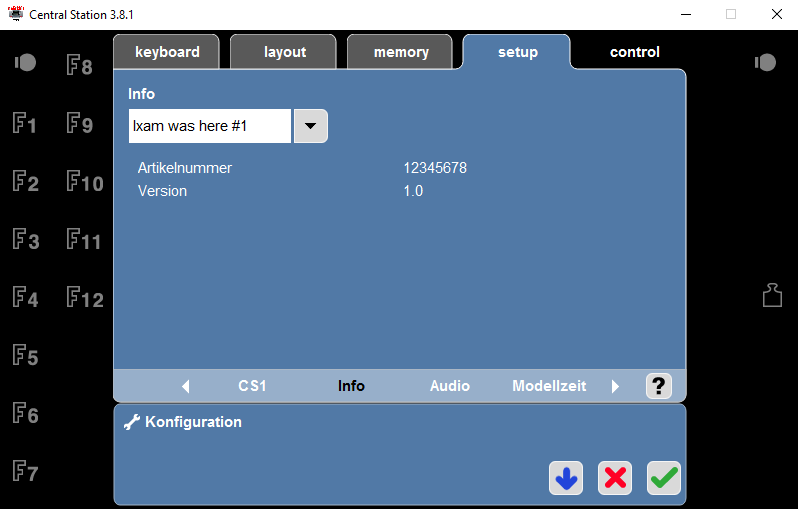 Central Station 3.8.1
keyboard layout memory setup control
F8
Info
F1 F9
lxam was here #1
F2 F10
Artikelnummer 12345678
Version 1.0
F3 F11
F4 F12
F5
CS1 Info Audio Modellzeit ?
F6
Konfiguration
F7